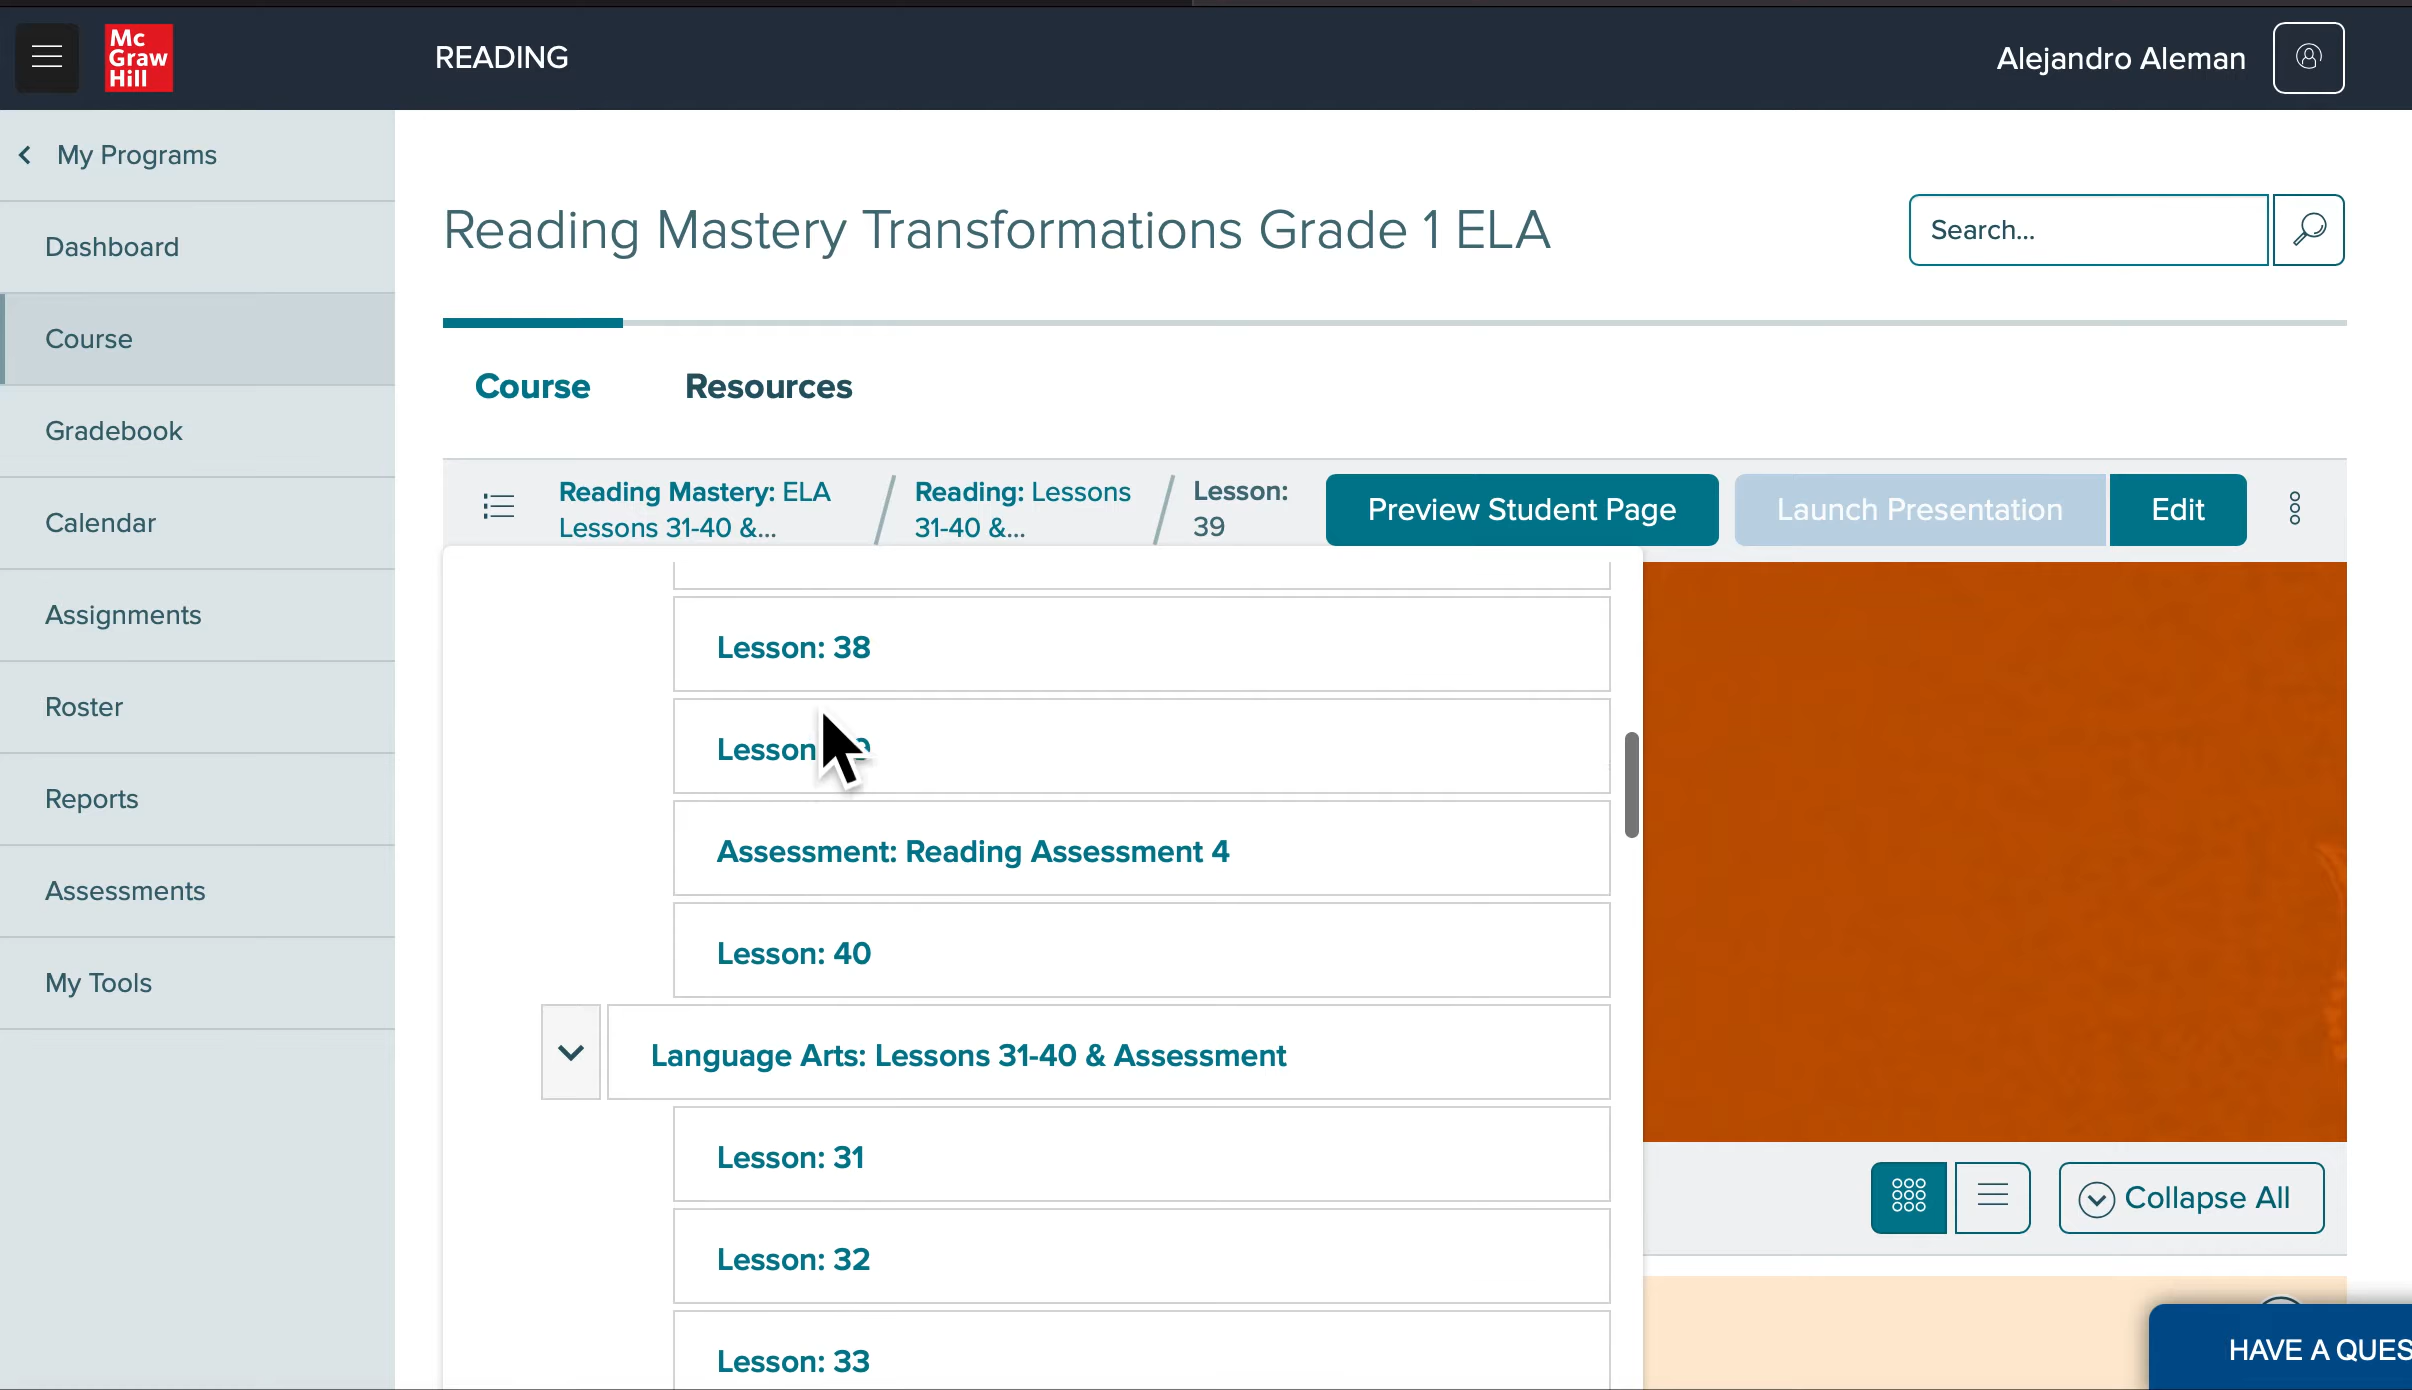 Mc
Graw
Hill
READING
Alejandro Aleman
My Programs
Dashboard
Course
Gradebook
Calendar
Assignments
Roster
Reports
Assessments
My Tools
Reading Mastery Transformations Grade 1 ELA
Search...
Course
Resources
Reading Mastery: ELA
Lessons 31-40 &...
Reading: Lessons
31-40 &...
Lesson:
39
Preview Student Page
Launch Presentation
Edit
Lesson: 38
Lesson
Assessment: Reading Assessment 4
Lesson: 40
Language Arts: Lessons 31-40 & Assessment
Lesson: 31
Lesson: 32
Lesson: 33
Collapse All
HAVE A QUES